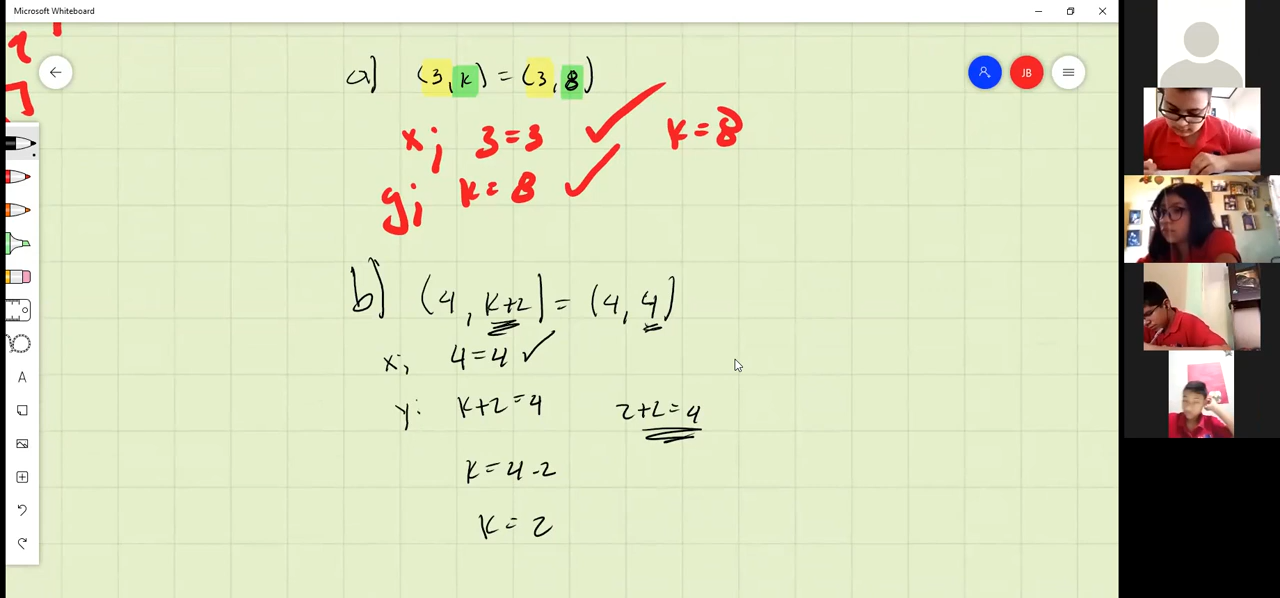 Microsoft Whiteboard
JB
a) (3, k) = (3, 8)
x; 3 = 3 ✓ k = 8
y; k = 8 ✓
b) (4, k+2) = (4, 4)
x; 4 = 4 ✓
y: k+2 = 4 2+2=4
k = 4-2
k = 2
A